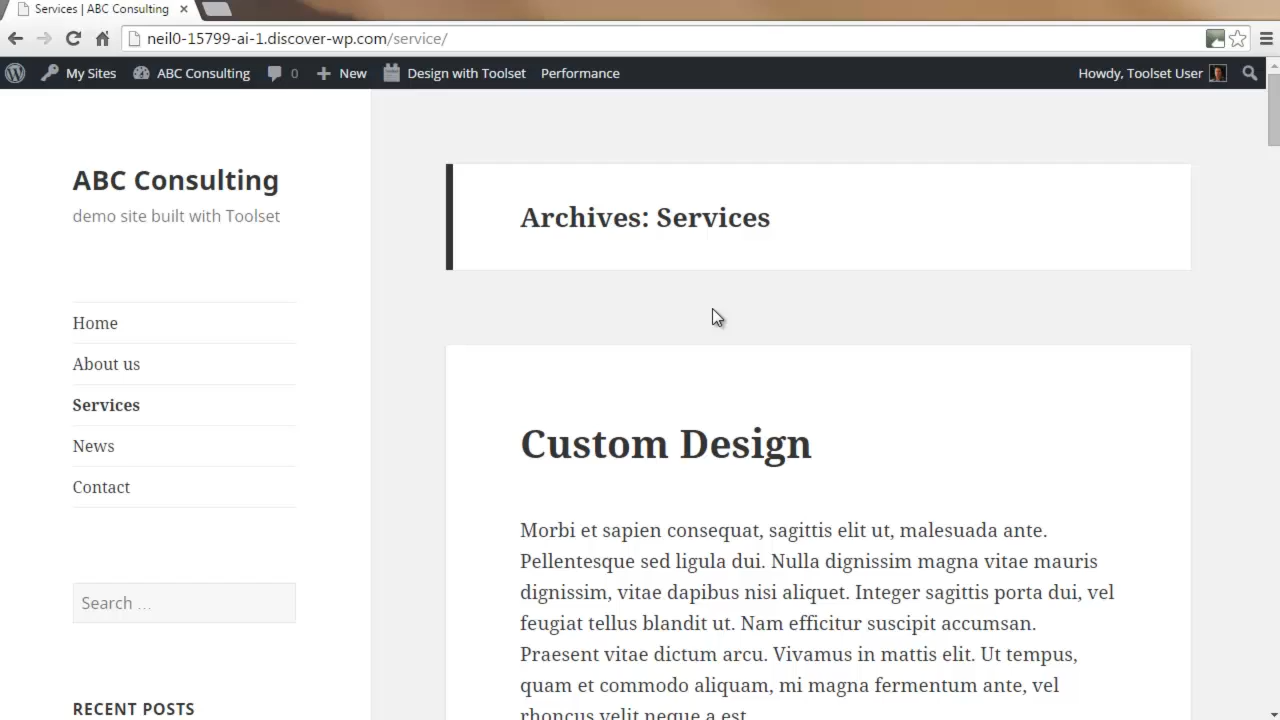 Services | ABC Consulting
neil0-15799-ai-1.discover-wp.com/service/
My Sites ABC Consulting 0 New Design with Toolset Performance Howdy, Toolset User
ABC Consulting
demo site built with Toolset
Home
About us
Services
News
Contact
Search ...
RECENT POSTS
Archives: Services
Custom Design
Morbi et sapien consequat, sagittis elit ut, malesuada ante.
Pellentesque sed ligula dui. Nulla dignissim magna vitae mauris
dignissim, vitae dapibus nisi aliquet. Integer sagittis porta dui, vel
feugiat tellus blandit ut. Nam efficitur suscipit accumsan.
Praesent vitae dictum arcu. Vivamus in mattis elit. Ut tempus,
quam et commodo aliquam, mi magna fermentum ante, vel
rhoncus velit neque a est.